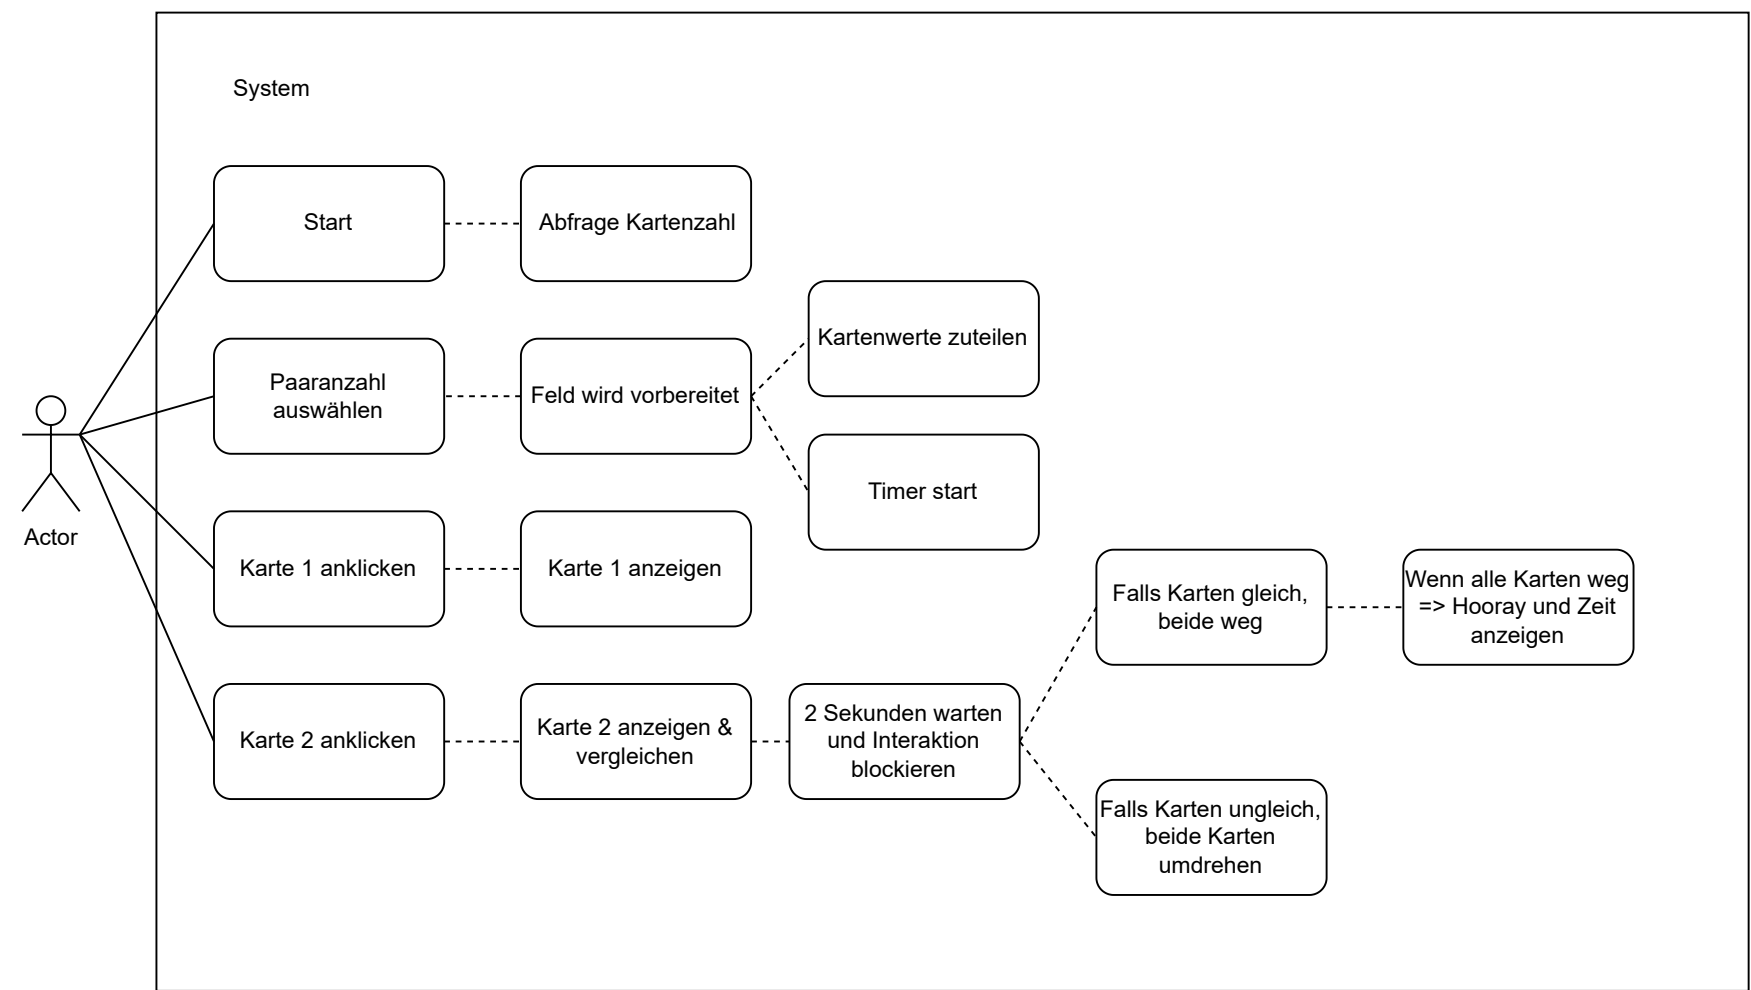 System
Start
Abfrage Kartenzahl
Kartenwerte zuteilen
Paaranzahl
auswählen
Feld wird vorbereitet
Timer start
Actor
Karte 1 anklicken
Karte 1 anzeigen
Falls Karten gleich,
beide weg
Wenn alle Karten weg
=> Hooray und Zeit
anzeigen
Karte 2 anklicken
Karte 2 anzeigen &
vergleichen
2 Sekunden warten
und Interaktion
blockieren
Falls Karten ungleich,
beide Karten
umdrehen